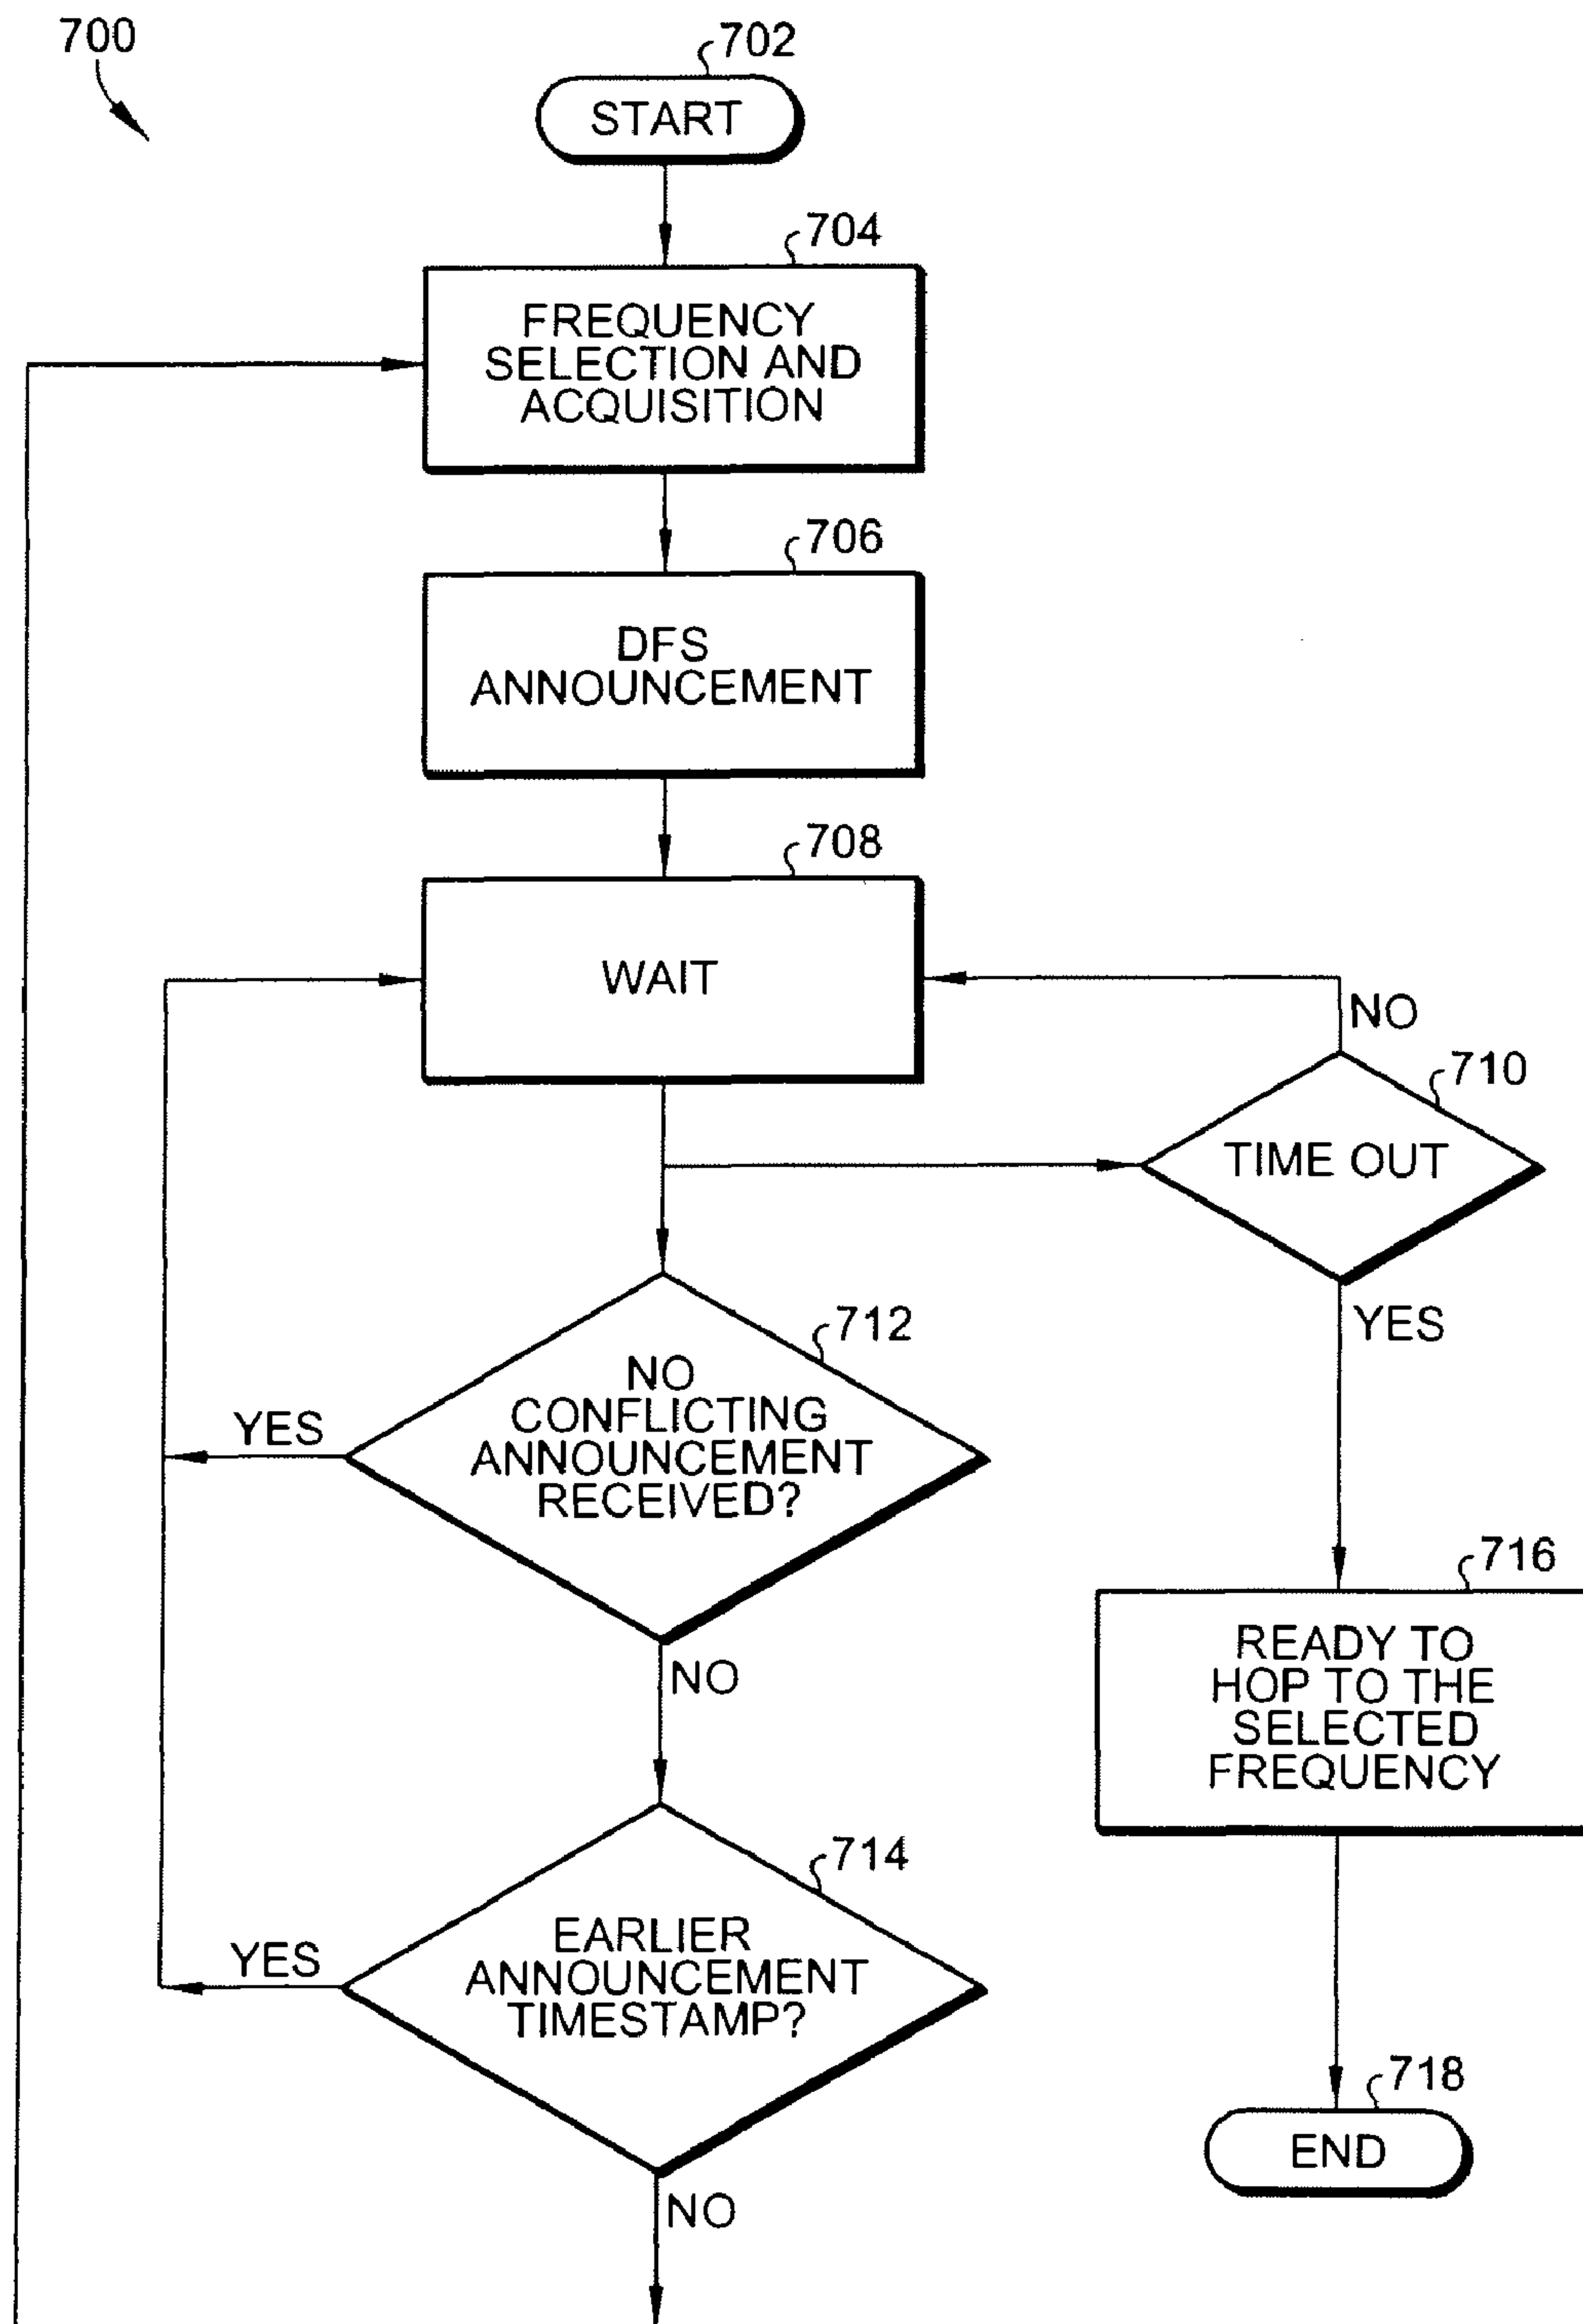 700
702
START
704
FREQUENCY
SELECTION AND
ACQUISITION
706
DFS
ANNOUNCEMENT
708
WAIT
NO
710
TIME OUT
YES
712
NO
CONFLICTING
ANNOUNCEMENT
RECEIVED?
YES
NO
716
READY TO
HOP TO THE
SELECTED
FREQUENCY
714
EARLIER
ANNOUNCEMENT
TIMESTAMP?
YES
NO
718
END